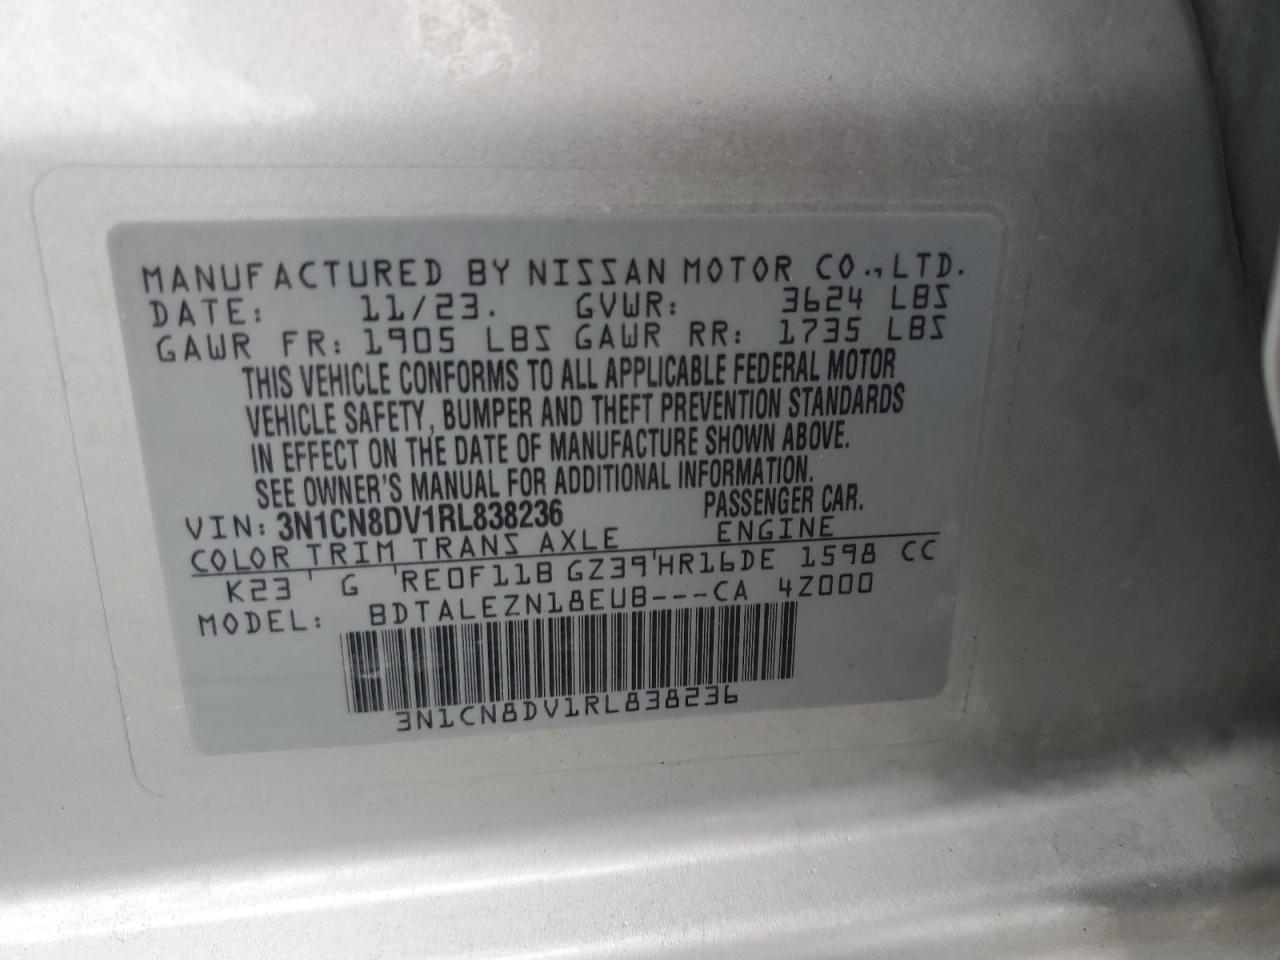 MANUFACTURED BY NISSAN MOTOR CO., LTD.
DATE: 11/23. GVWR: 3624 LBS
GAWR FR: 1905 LBS GAWR RR: 1735 LBS
THIS VEHICLE CONFORMS TO ALL APPLICABLE FEDERAL MOTOR
VEHICLE SAFETY, BUMPER AND THEFT PREVENTION STANDARDS
IN EFFECT ON THE DATE OF MANUFACTURE SHOWN ABOVE.
SEE OWNER'S MANUAL FOR ADDITIONAL INFORMATION.
VIN: 3N1CN8DV1RL838236 PASSENGER CAR.
COLOR TRIM TRANS AXLE ENGINE
K23 ' G 'RE0F11B GZ39'HR16DE 1598 CC
MODEL: BDTALEZN18EUB---CA 4Z000
3N1CN8DV1RL838236